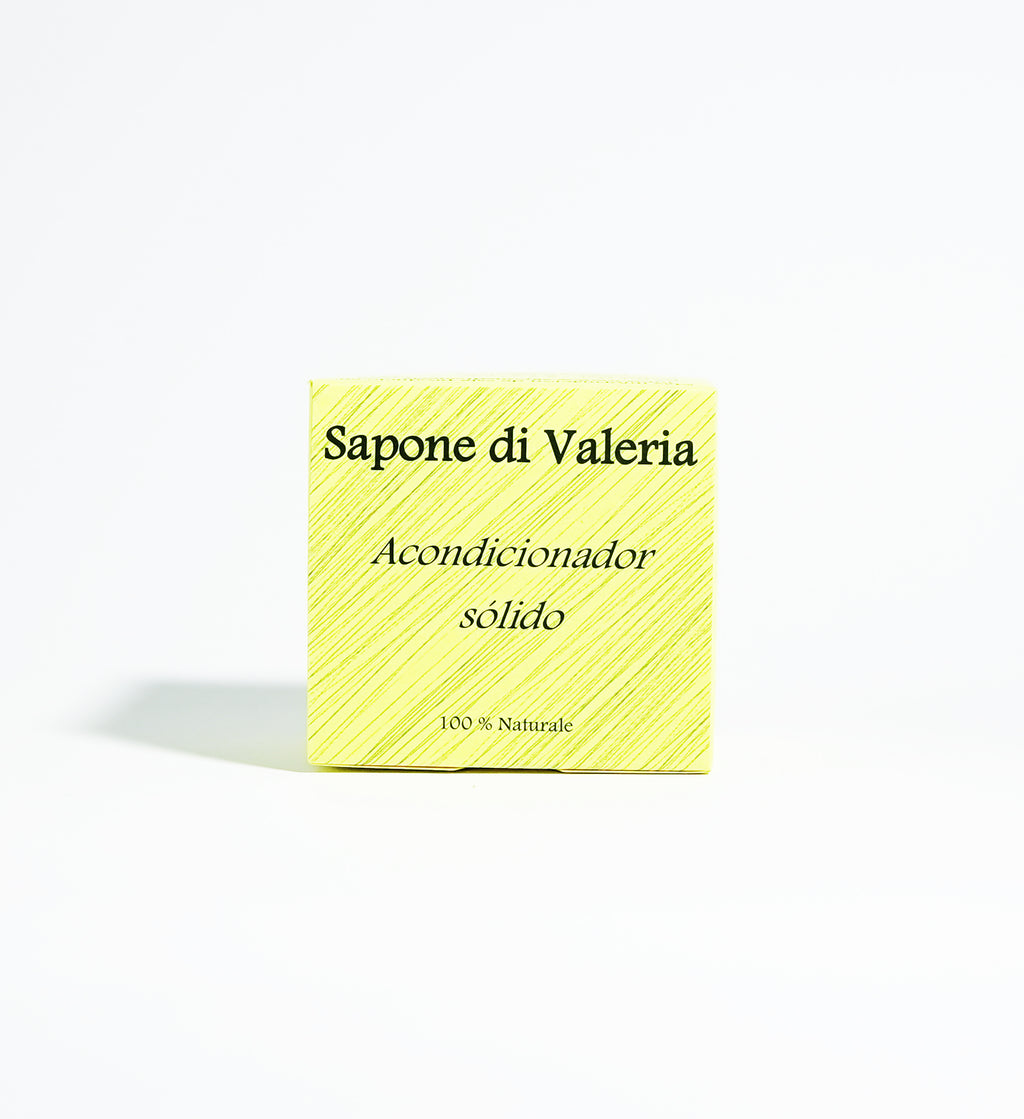 Sapone di Valeria
Acondicionador
sólido
100 % Naturale